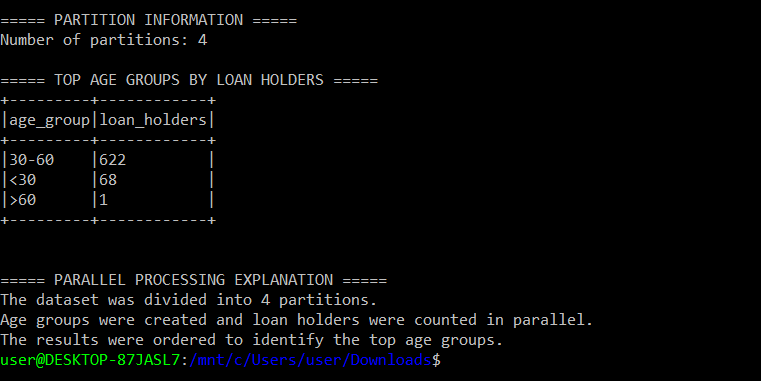 ===== PARTITION INFORMATION =====
Number of partitions: 4
===== TOP AGE GROUPS BY LOAN HOLDERS =====
+---------+------------+
|age_group|loan_holders|
+---------+------------+
|30-60    |622         |
|<30      |68          |
|>60      |1           |
+---------+------------+
===== PARALLEL PROCESSING EXPLANATION =====
The dataset was divided into 4 partitions.
Age groups were created and loan holders were counted in parallel.
The results were ordered to identify the top age groups.
user@DESKTOP-87JASL7:/mnt/c/Users/user/Downloads$